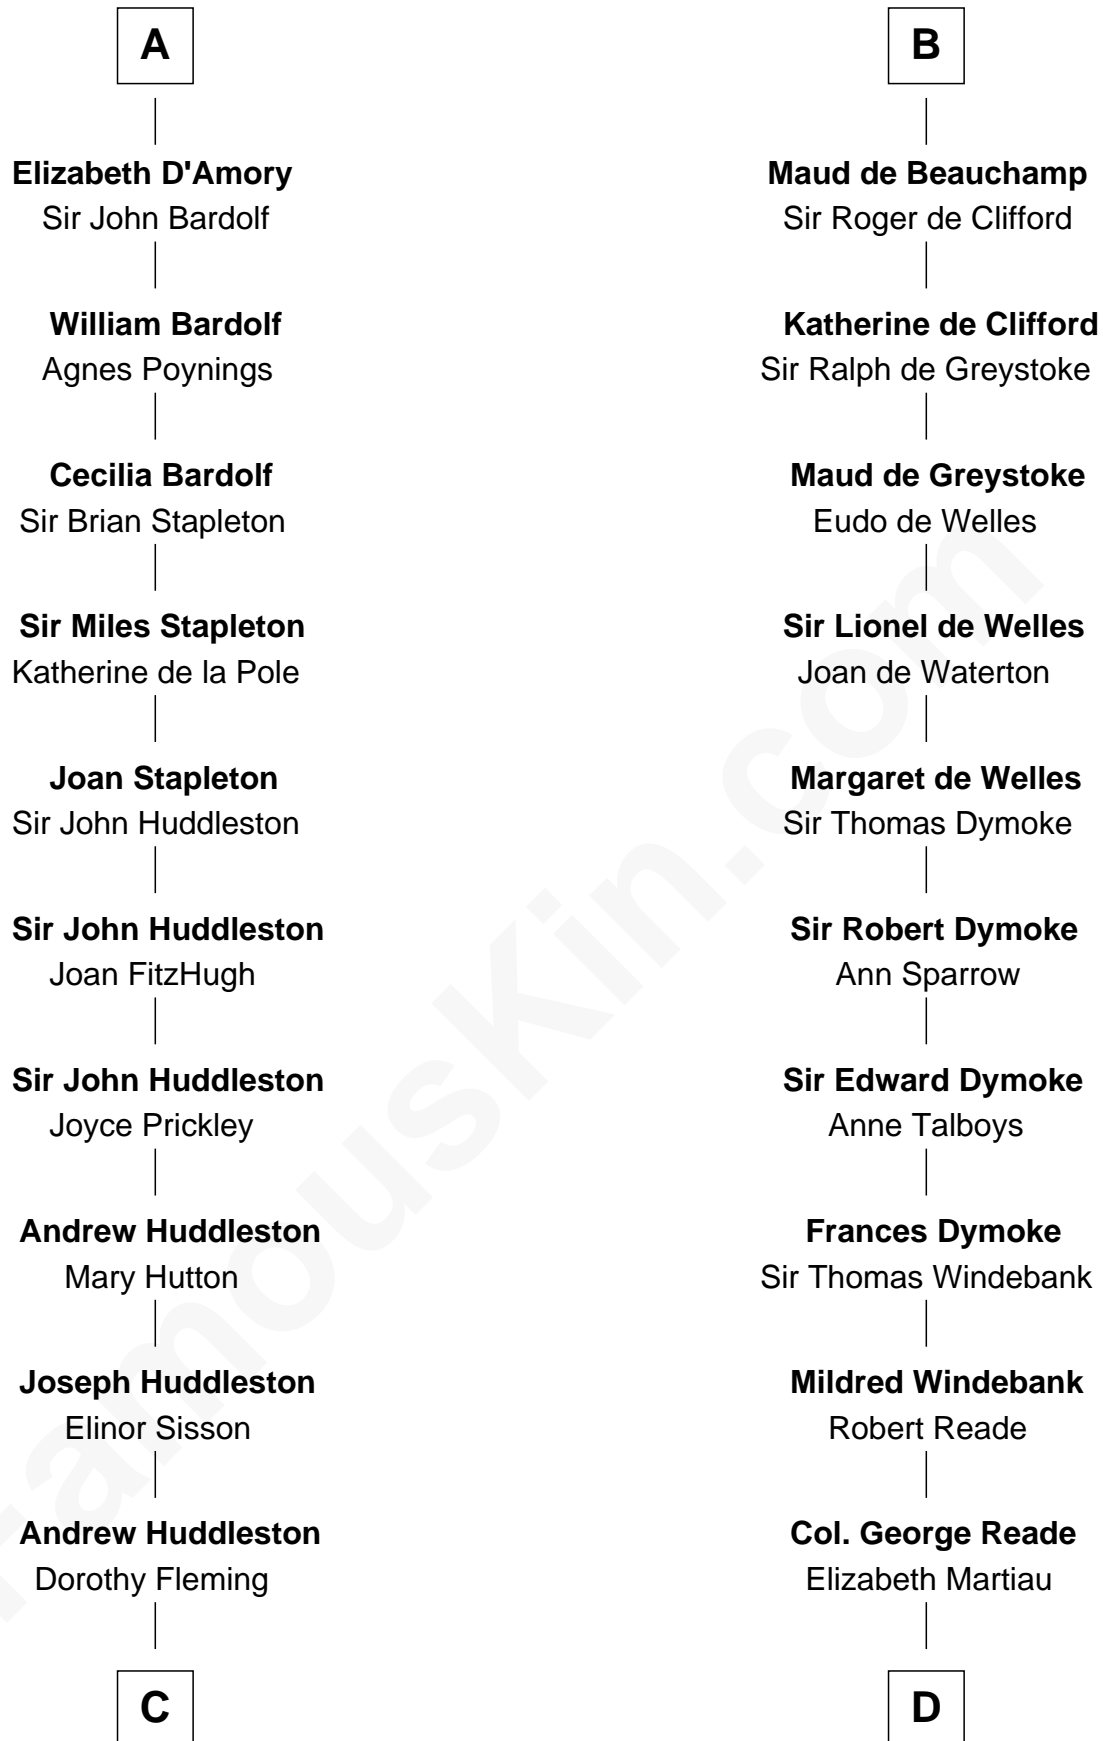 A
Elizabeth D'Amory
Sir John Bardolf
William Bardolf
Agnes Poynings
Cecilia Bardolf
Sir Brian Stapleton
Sir Miles Stapleton
Katherine de la Pole
Joan Stapleton
Sir John Huddleston
Sir John Huddleston
Joan FitzHugh
Sir John Huddleston
Joyce Prickley
Andrew Huddleston
Mary Hutton
Joseph Huddleston
Elinor Sisson
Andrew Huddleston
Dorothy Fleming
C
B
Maud de Beauchamp
Sir Roger de Clifford
Katherine de Clifford
Sir Ralph de Greystoke
Maud de Greystoke
Eudo de Welles
Sir Lionel de Welles
Joan de Waterton
Margaret de Welles
Sir Thomas Dymoke
Sir Robert Dymoke
Ann Sparrow
Sir Edward Dymoke
Anne Talboys
Frances Dymoke
Sir Thomas Windebank
Mildred Windebank
Robert Reade
Col. George Reade
Elizabeth Martiau
D
FamousKin.com